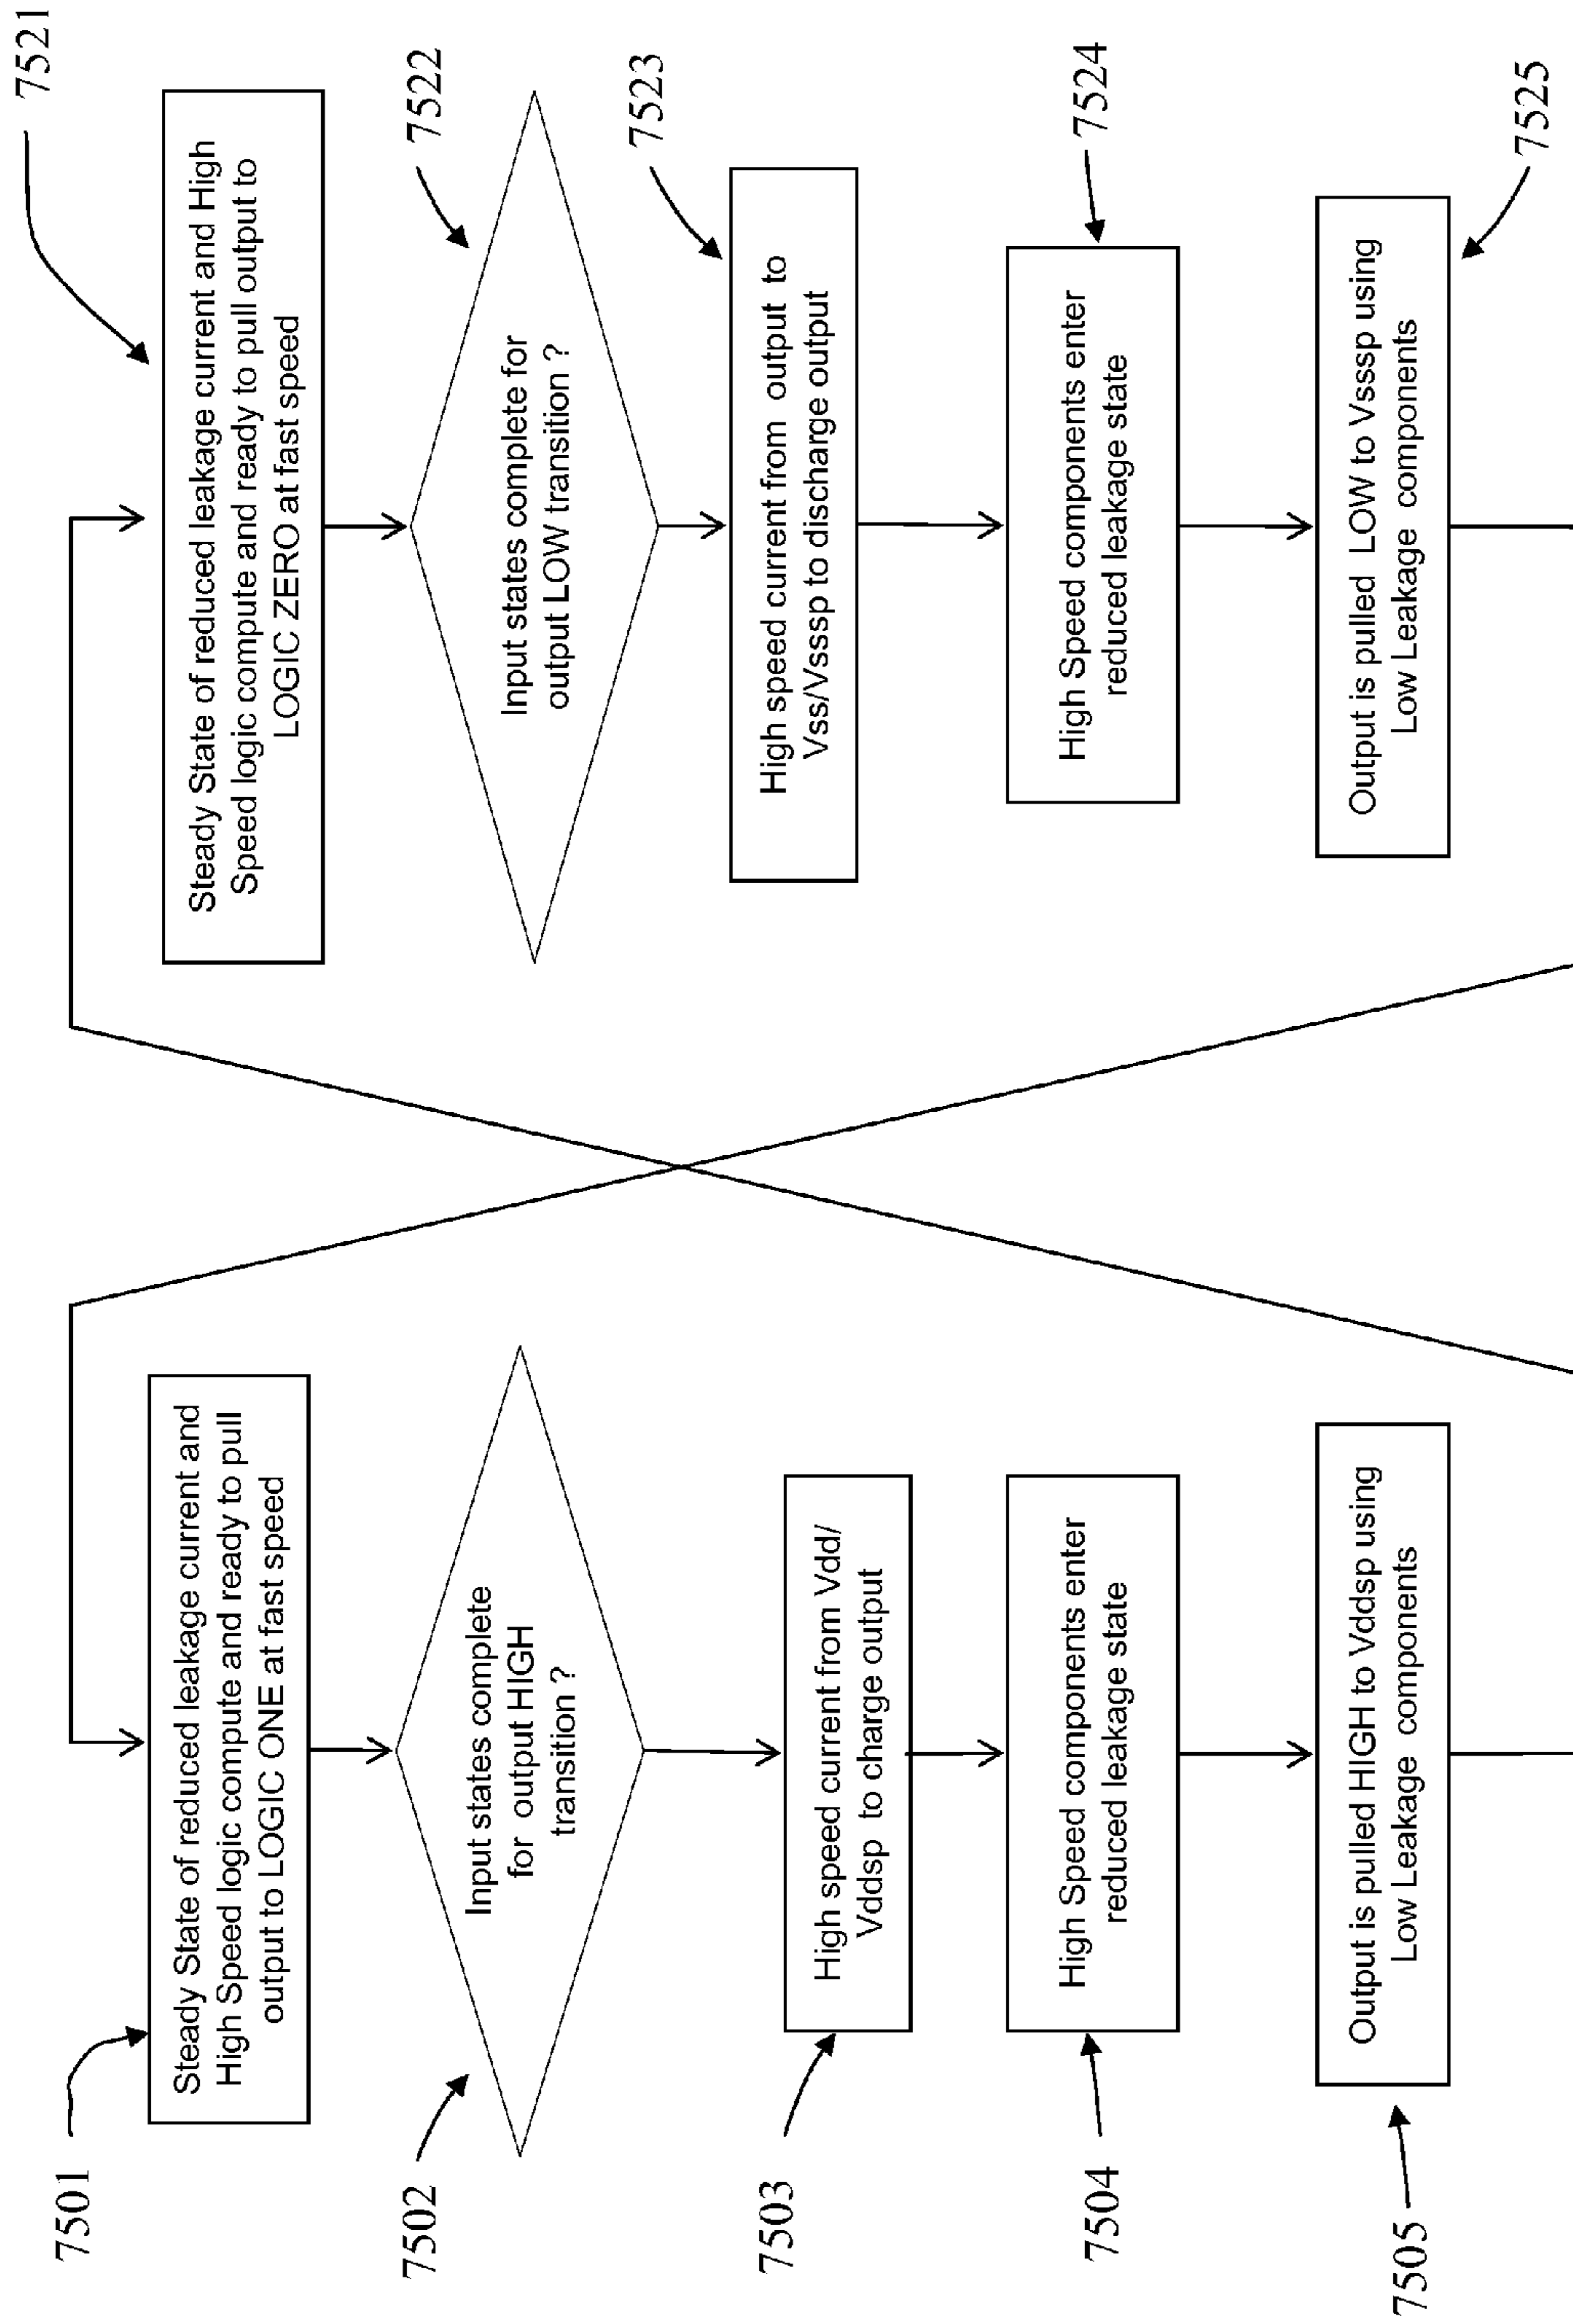 7501
Steady State of reduced leakage current and
High Speed logic compute and ready to pull
output to LOGIC ONE at fast speed
7502
Input states complete
for output HIGH
transition ?
7503
High speed current from Vdd/
Vddsp to charge output
7504
High Speed components enter
reduced leakage state
7505
Output is pulled HIGH to Vddsp using
Low Leakage components
7521
Steady State of reduced leakage current and High
Speed logic compute and ready to pull output to
LOGIC ZERO at fast speed
7522
Input states complete for
output LOW transition ?
7523
High speed current from output to
Vss/Vsssp to discharge output
7524
High Speed components enter
reduced leakage state
7525
Output is pulled LOW to Vsssp using
Low Leakage components